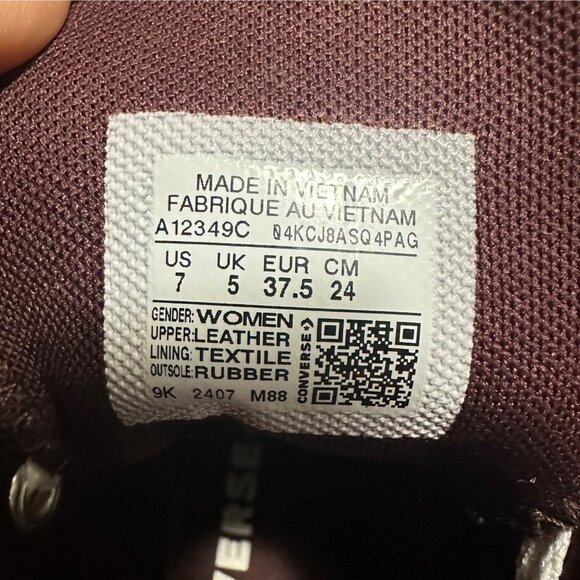 MADE IN VIETNAM
FABRIQUE AU VIETNAM
A12349C 04KCJ8ASQ4PAG
US UK EUR CM
7 5 37.5 24
GENDER: WOMEN
UPPER: LEATHER
LINING: TEXTILE
OUTSOLE: RUBBER
CONVERSE
9K 2407 M88
VERSE